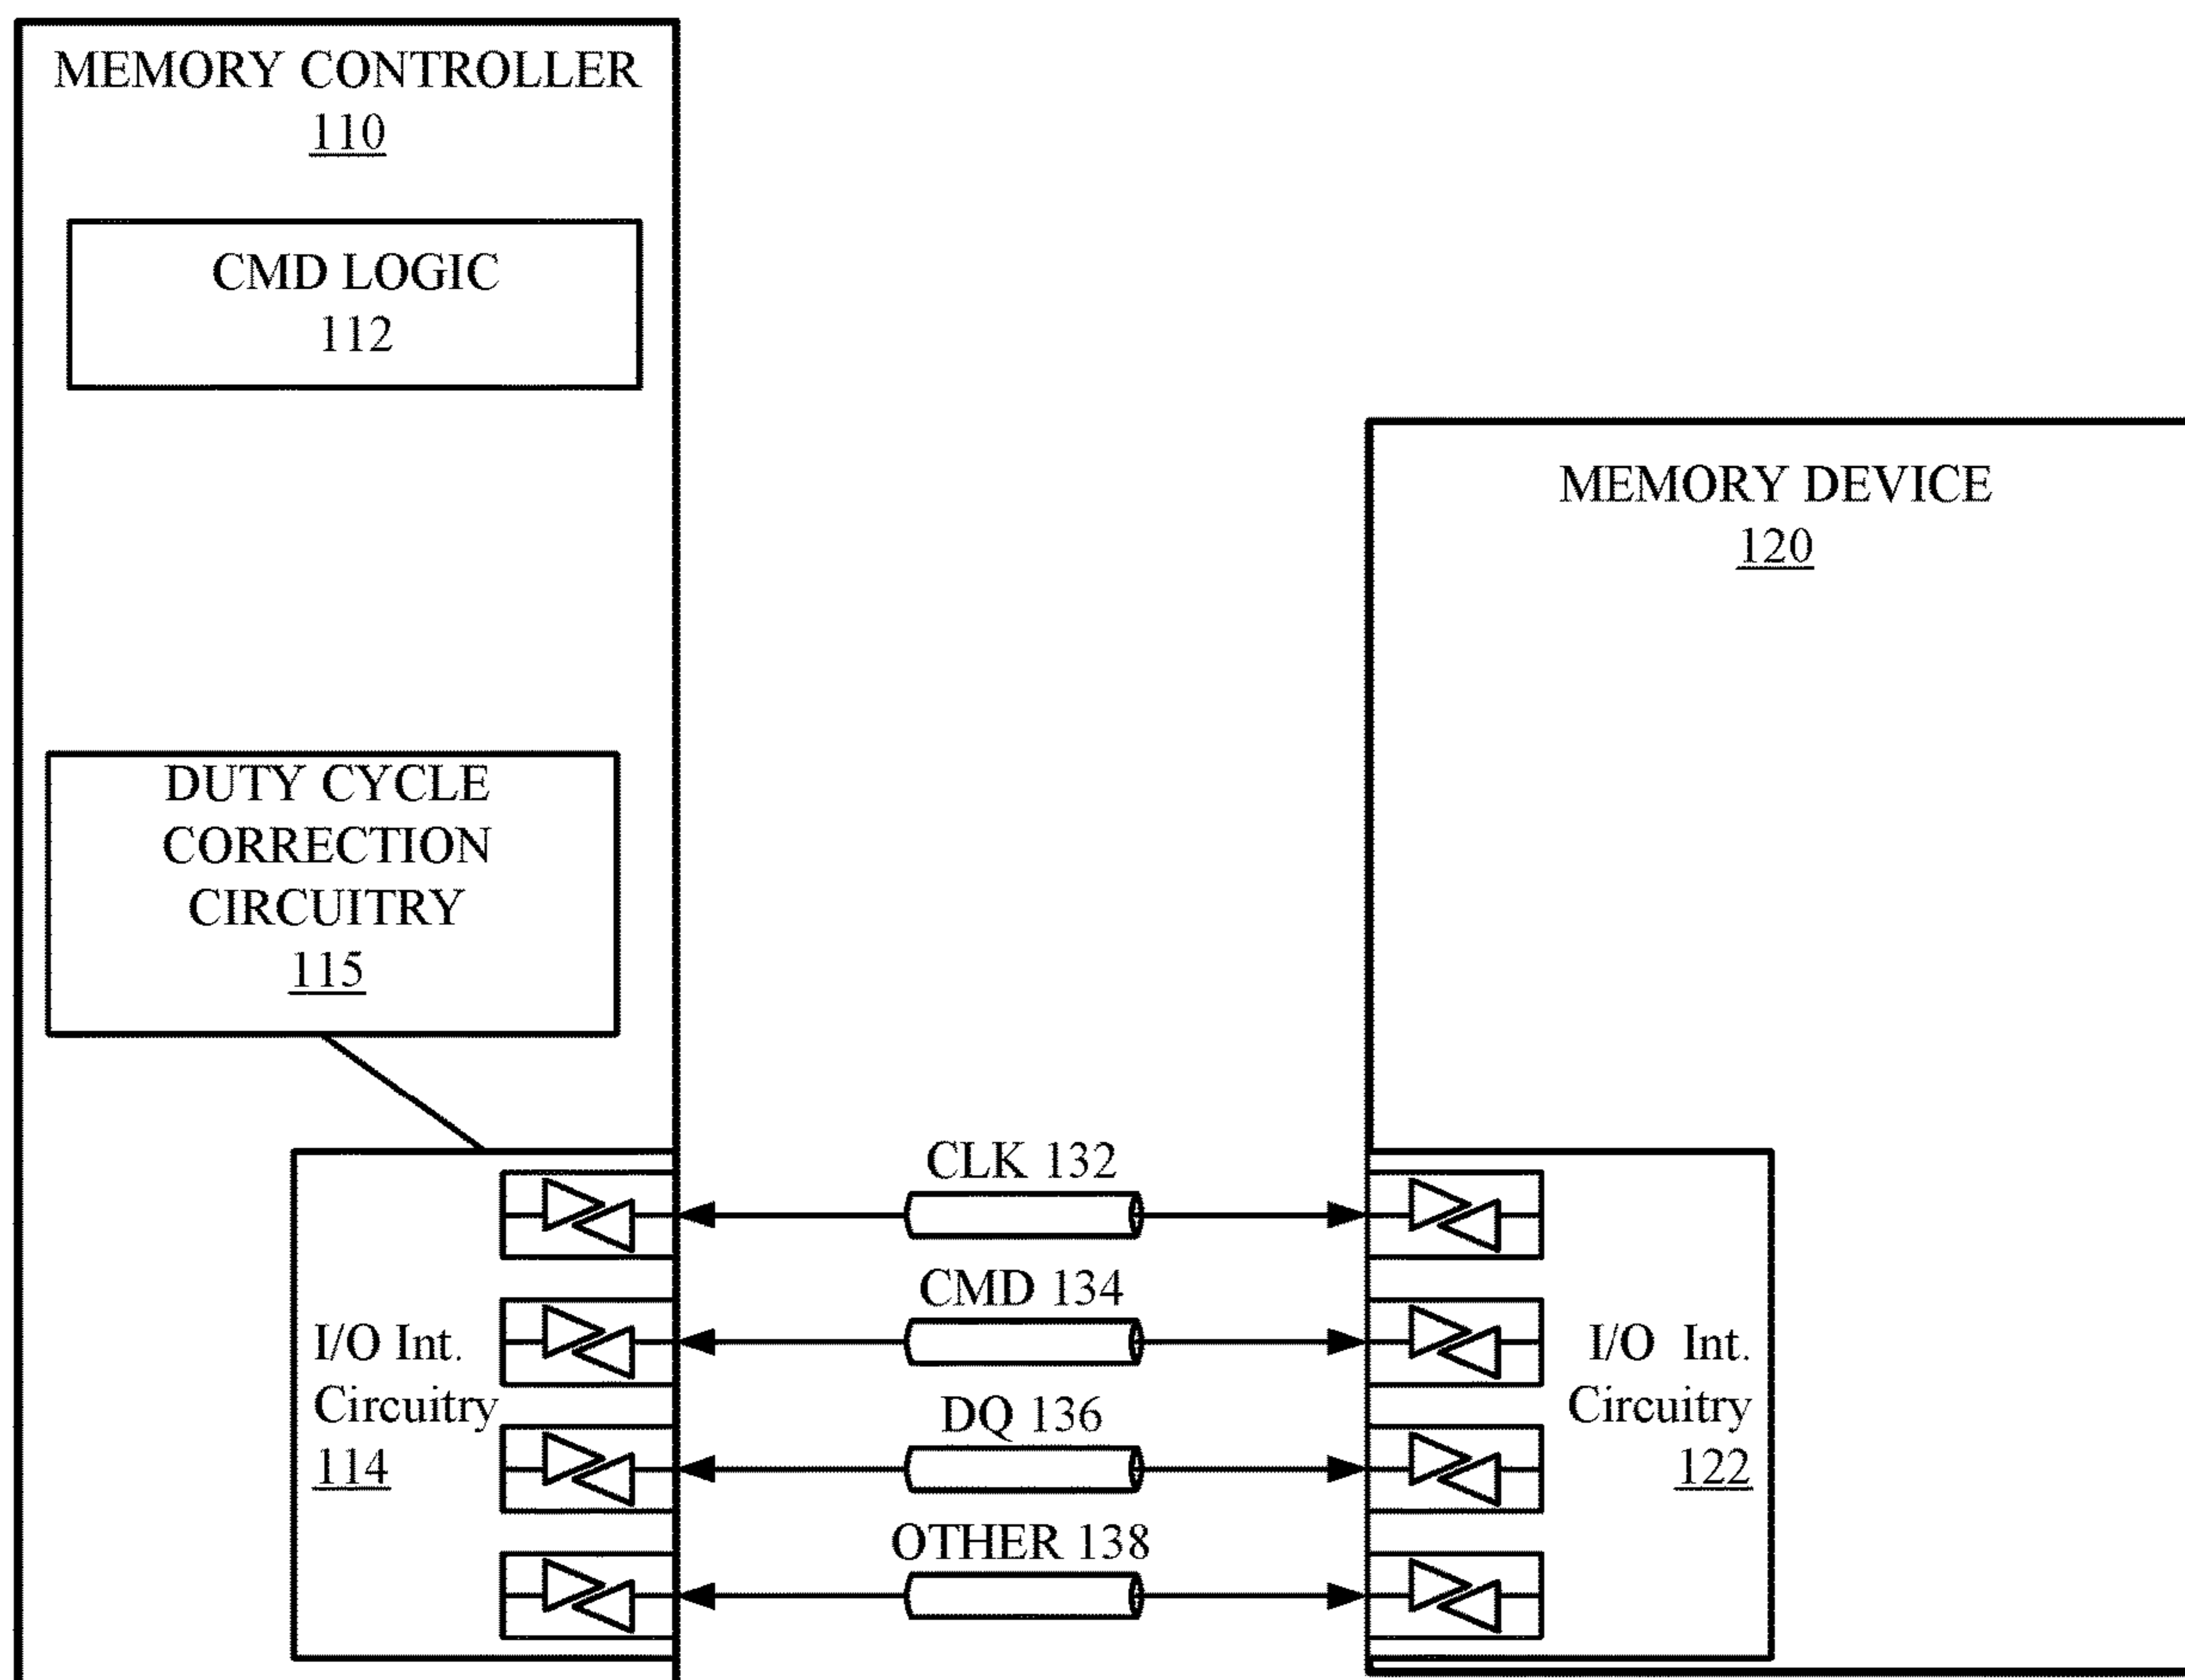 MEMORY CONTROLLER
110
CMD LOGIC
112
MEMORY DEVICE
120
DUTY CYCLE
CORRECTION
CIRCUITRY
115
I/O Int.
Circuitry
114
CLK 132
CMD 134
DQ 136
OTHER 138
I/O Int.
Circuitry
122